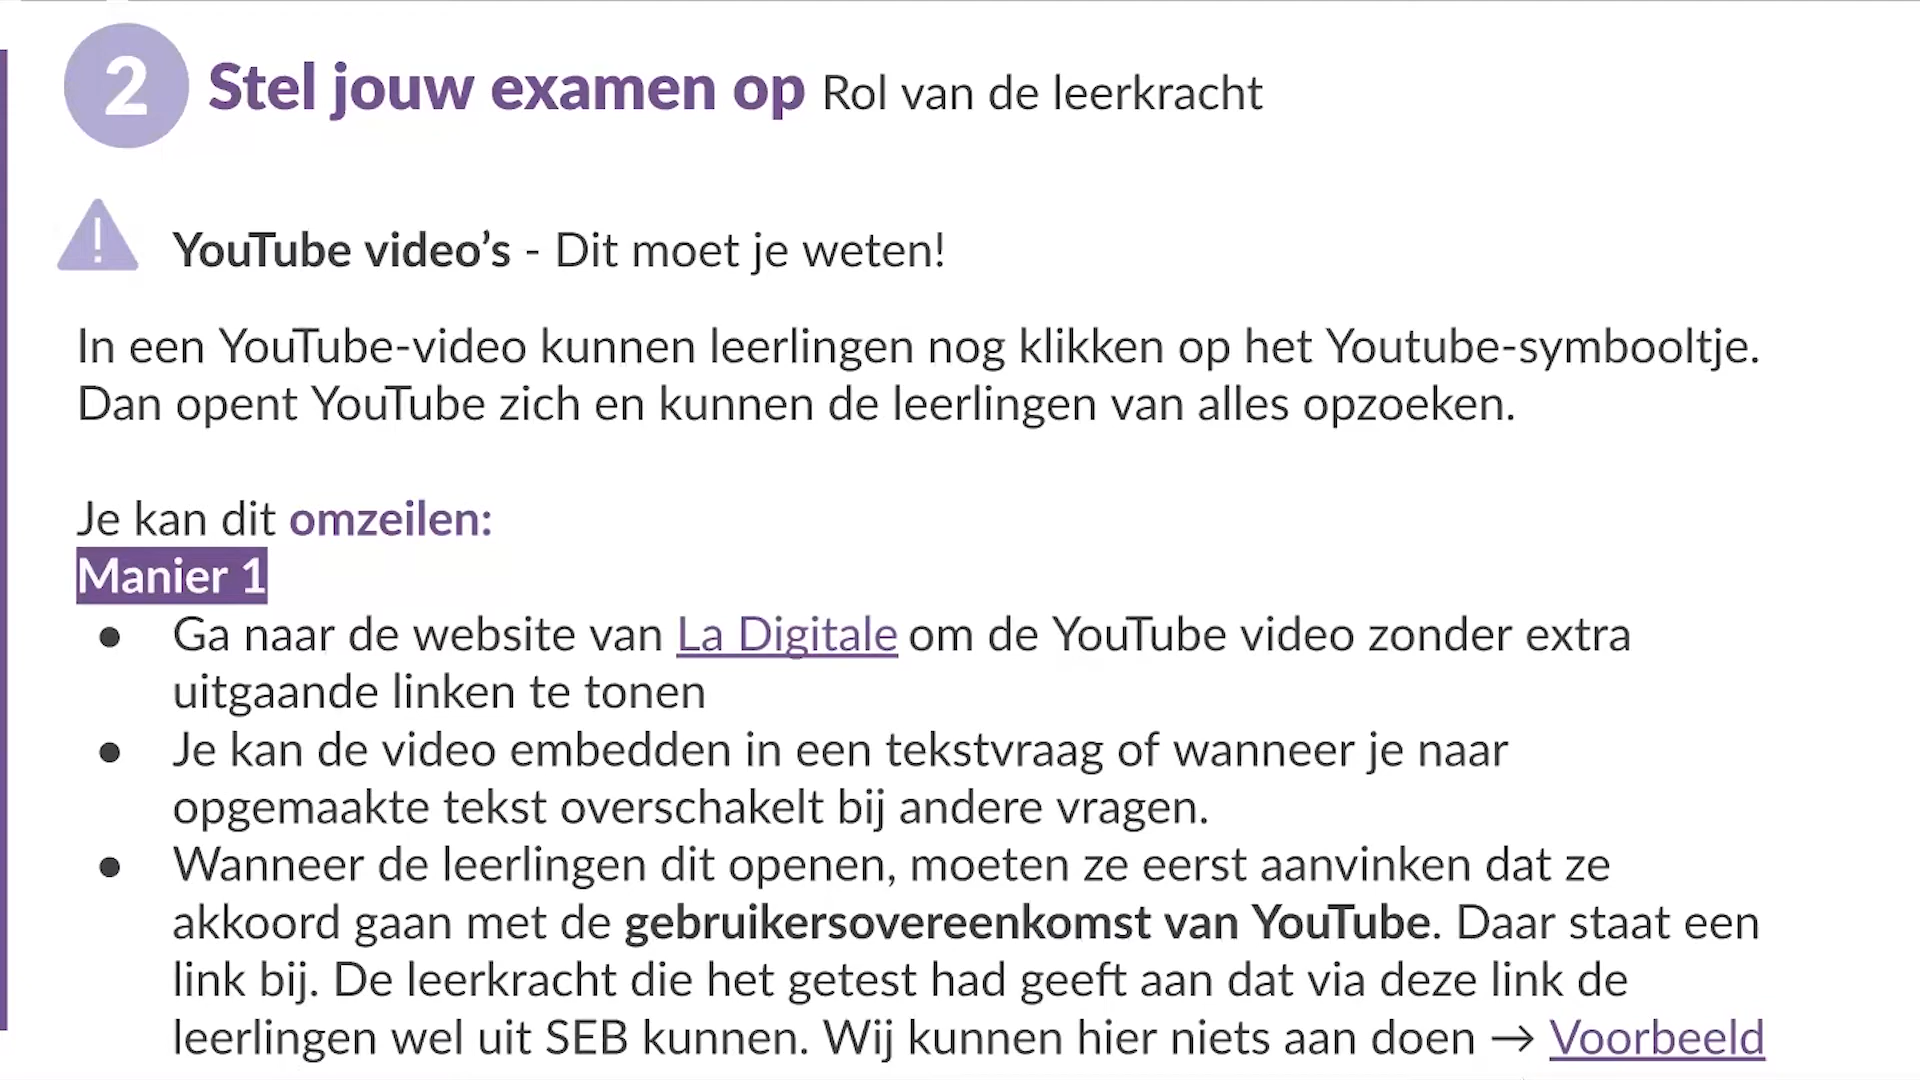 2 Stel jouw examen op Rol van de leerkracht
! YouTube video’s - Dit moet je weten!
In een YouTube-video kunnen leerlingen nog klikken op het Youtube-symbooltje.
Dan opent YouTube zich en kunnen de leerlingen van alles opzoeken.
Je kan dit omzeilen:
Manier 1
● Ga naar de website van La Digitale om de YouTube video zonder extra
uitgaande linken te tonen
● Je kan de video embedden in een tekstvraag of wanneer je naar
opgemaakte tekst overschakelt bij andere vragen.
● Wanneer de leerlingen dit openen, moeten ze eerst aanvinken dat ze
akkoord gaan met de gebruikersovereenkomst van YouTube. Daar staat een
link bij. De leerkracht die het getest had geeft aan dat via deze link de
leerlingen wel uit SEB kunnen. Wij kunnen hier niets aan doen → Voorbeeld